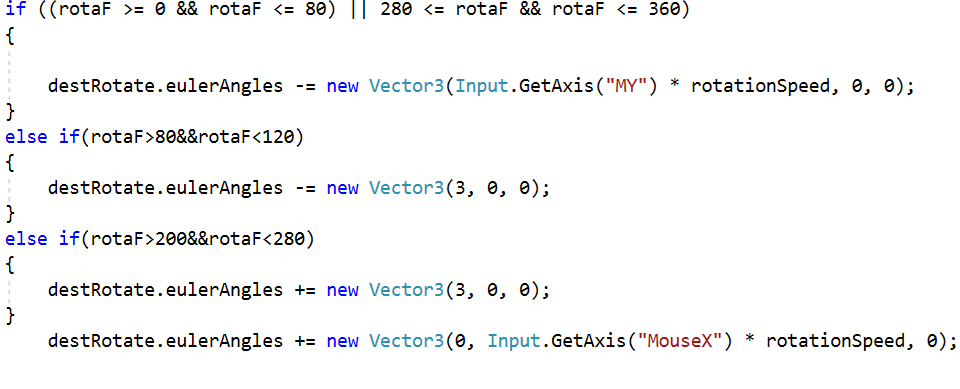 if ((rotaF >= 0 && rotaF <= 80) || 280 <= rotaF && rotaF <= 360)
{
destRotate.eulerAngles -= new Vector3(Input.GetAxis("MY") * rotationSpeed, 0, 0);
}
else if(rotaF>80&&rotaF<120)
{
destRotate.eulerAngles -= new Vector3(3, 0, 0);
}
else if(rotaF>200&&rotaF<280)
{
destRotate.eulerAngles += new Vector3(3, 0, 0);
}
destRotate.eulerAngles += new Vector3(0, Input.GetAxis("MouseX") * rotationSpeed, 0);